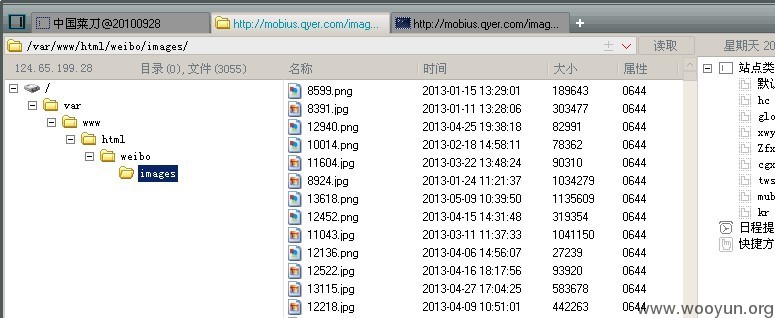 中国菜刀@20100928 http://mobius.qyer.com/imag... http://mobius.qyer.com/imag...
/var/www/html/weibo/images/ 读取 星期天 20
124.65.199.28 目录(0),文件(3055) 名称 时间 大小 属性 站点类
/ 8599.png 2013-01-15 13:29:01 189643 0644 默认
var 8391.jpg 2013-01-11 13:28:06 303477 0644 hc
www 12940.png 2013-04-25 19:38:18 82991 0644 glo
html 10014.png 2013-02-18 14:58:11 78362 0644 xwy
weibo 11604.jpg 2013-03-22 13:48:24 90310 0644 Zfx
images 8924.jpg 2013-01-24 11:21:37 1034279 0644 cgx
13618.png 2013-05-09 10:39:50 1135609 0644 tws
12452.png 2013-04-15 14:31:48 319354 0644 mub
11043.jpg 2013-03-11 11:37:33 1041150 0644 kr
12136.png 2013-04-06 14:56:07 27239 0644 日程提
12522.jpg 2013-04-16 18:17:56 93920 0644 快捷方
13115.jpg 2013-04-27 17:04:25 583678 0644
12218.jpg 2013-04-09 10:51:01 442263 0644
www.wooyun.org